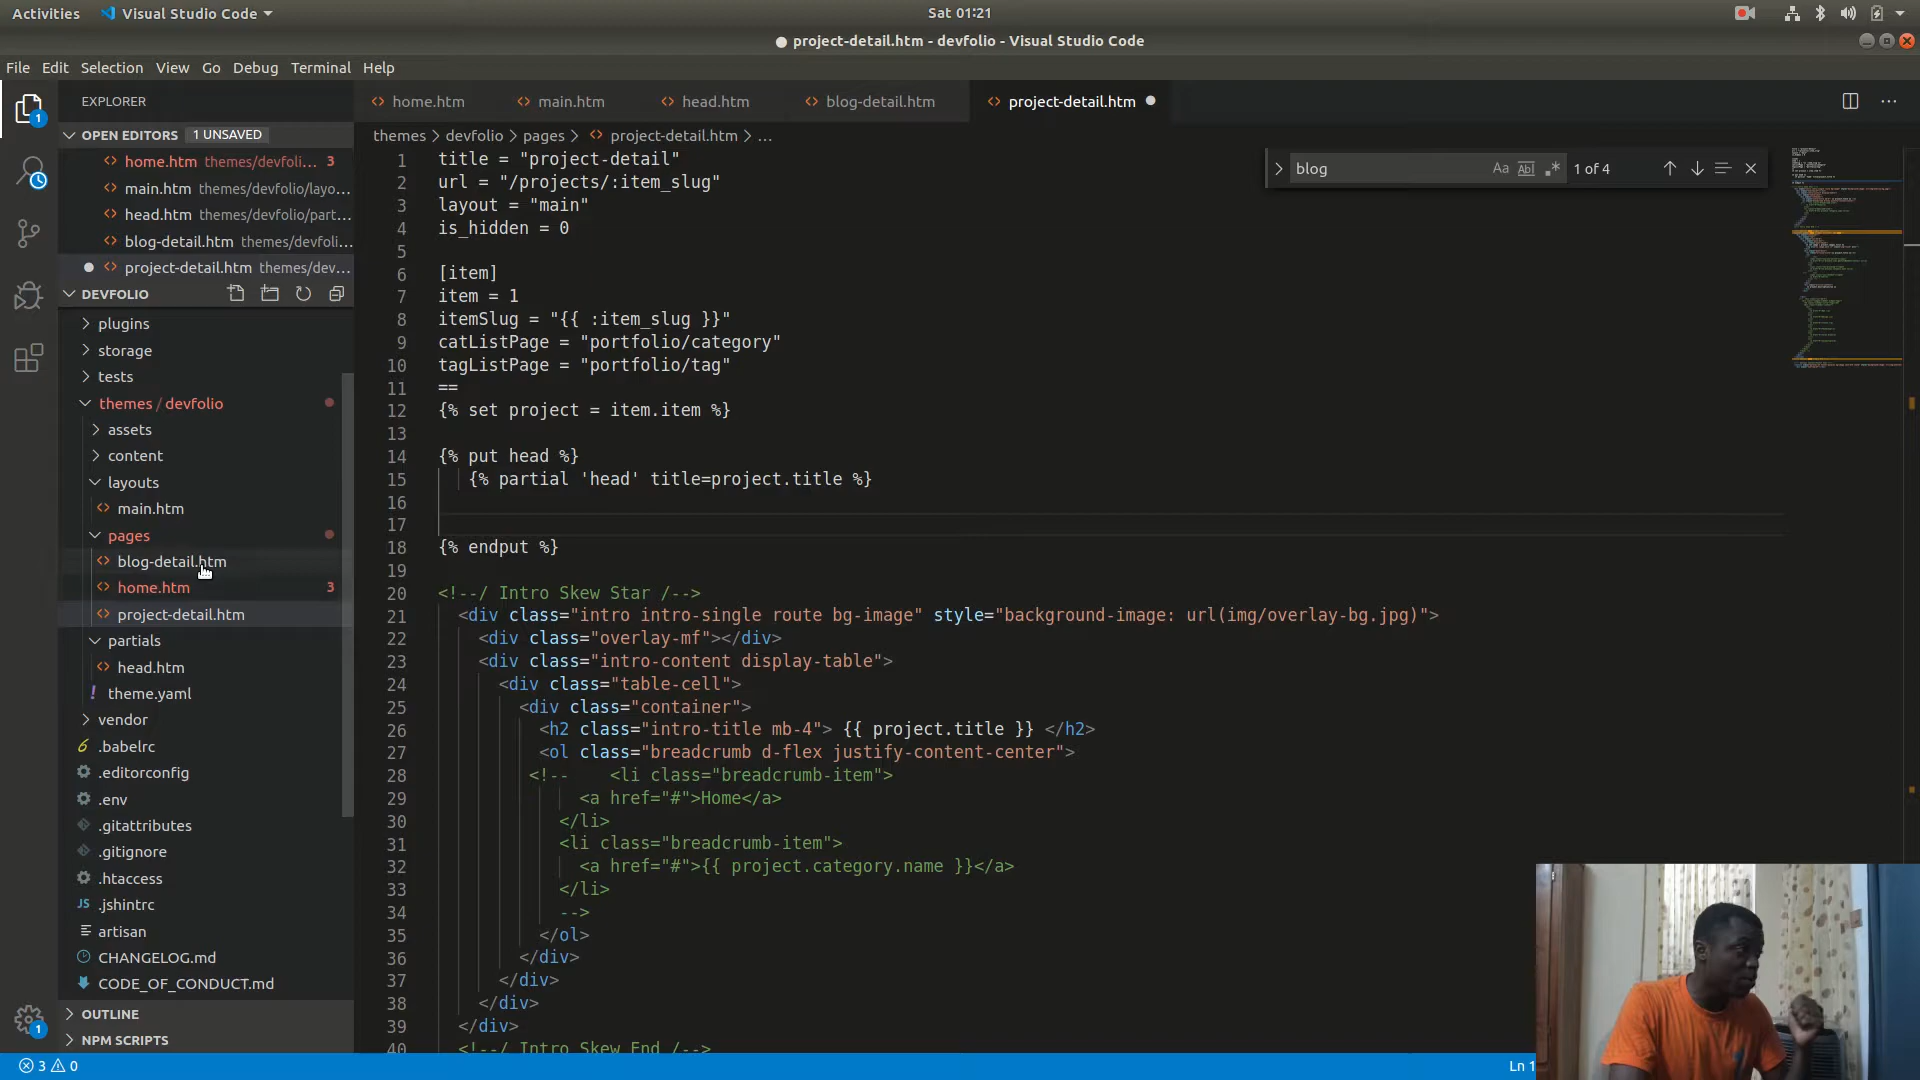 Activities Visual Studio Code Sat 01:21
project-detail.htm - devfolio - Visual Studio Code
File Edit Selection View Go Debug Terminal Help
EXPLORER
OPEN EDITORS 1 UNSAVED
home.htm themes/devfoli... 3
main.htm themes/devfolio/layo...
head.htm themes/devfolio/part...
blog-detail.htm themes/devfoli...
project-detail.htm themes/dev...
DEVFOLIO
plugins
storage
tests
themes / devfolio
assets
content
layouts
main.htm
pages
blog-detail.htm
home.htm 3
project-detail.htm
partials
head.htm
theme.yaml
vendor
.babelrc
.editorconfig
.env
.gitattributes
.gitignore
.htaccess
JS .jshintrc
artisan
CHANGELOG.md
CODE_OF_CONDUCT.md
OUTLINE
NPM SCRIPTS
1
1
3 0
home.htm main.htm head.htm blog-detail.htm project-detail.htm
themes > devfolio > pages > project-detail.htm > ...
blog Aa Abl .* 1 of 4
1 title = "project-detail"
2 url = "/projects/:item_slug"
3 layout = "main"
4 is_hidden = 0
5
6 [item]
7 item = 1
8 itemSlug = "{{ :item_slug }}"
9 catListPage = "portfolio/category"
10 tagListPage = "portfolio/tag"
11 ==
12 {% set project = item.item %}
13
14 {% put head %}
15 {% partial 'head' title=project.title %}
16
17
18 {% endput %}
19
20 <!--/ Intro Skew Star /-->
21 <div class="intro intro-single route bg-image" style="background-image: url(img/overlay-bg.jpg)">
22 <div class="overlay-mf"></div>
23 <div class="intro-content display-table">
24 <div class="table-cell">
25 <div class="container">
26 <h2 class="intro-title mb-4"> {{ project.title }} </h2>
27 <ol class="breadcrumb d-flex justify-content-center">
28 <!-- <li class="breadcrumb-item">
29 <a href="#">Home</a>
30 </li>
31 <li class="breadcrumb-item">
32 <a href="#">{{ project.category.name }}</a>
33 </li>
34 -->
35 </ol>
36 </div>
37 </div>
38 </div>
39 </div>
40 <!--/ Intro Skew End /-->
Ln 1